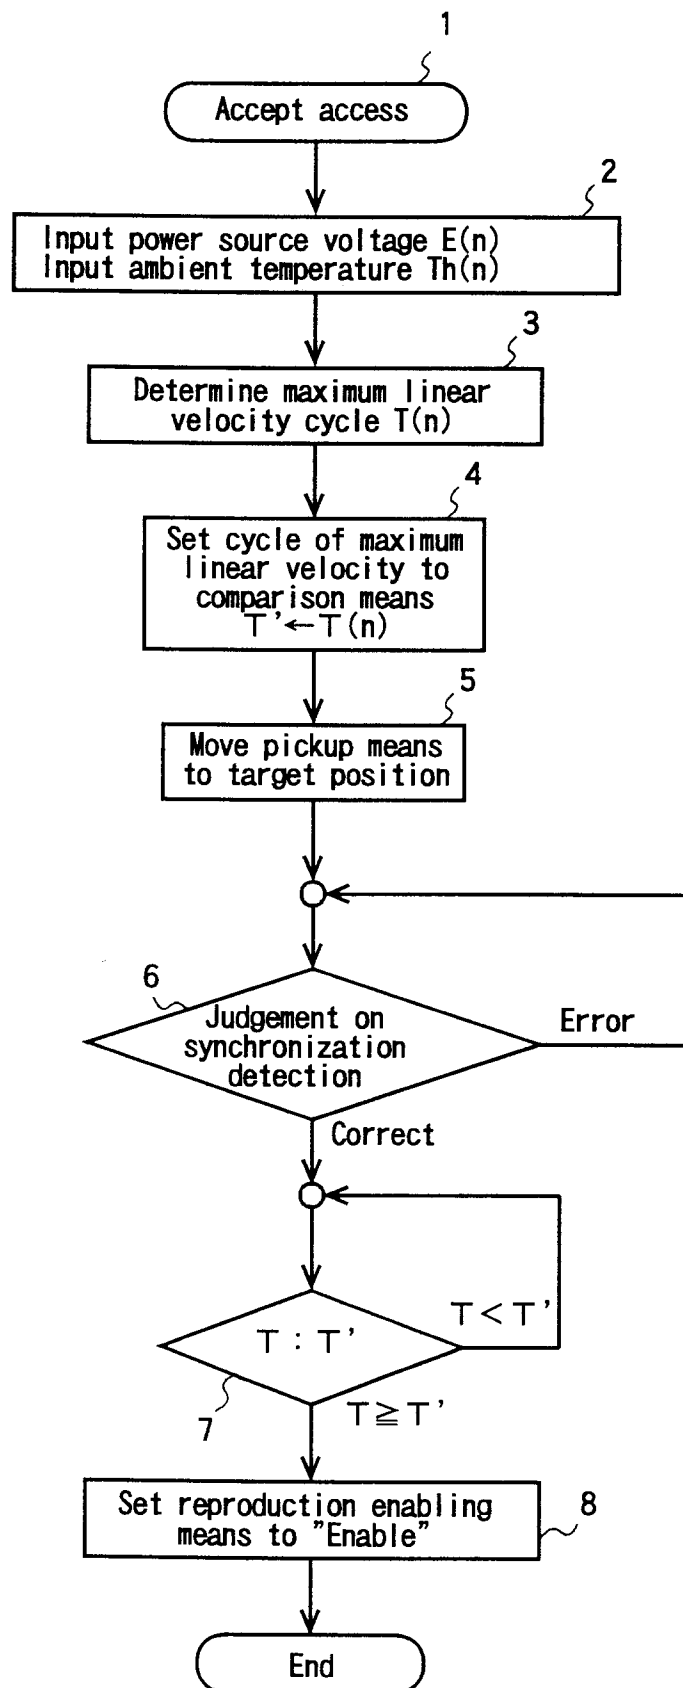 1
Accept access
2
Input power source voltage E(n)
Input ambient temperature Th(n)
3
Determine maximum linear
velocity cycle T(n)
4
Set cycle of maximum
linear velocity to
comparison means
T'←T(n)
5
Move pickup means
to target position
6
Judgement on
synchronization
detection
Error
Correct
T : T'
T<T'
7
T≧T'
Set reproduction enabling
means to "Enable"
8
End